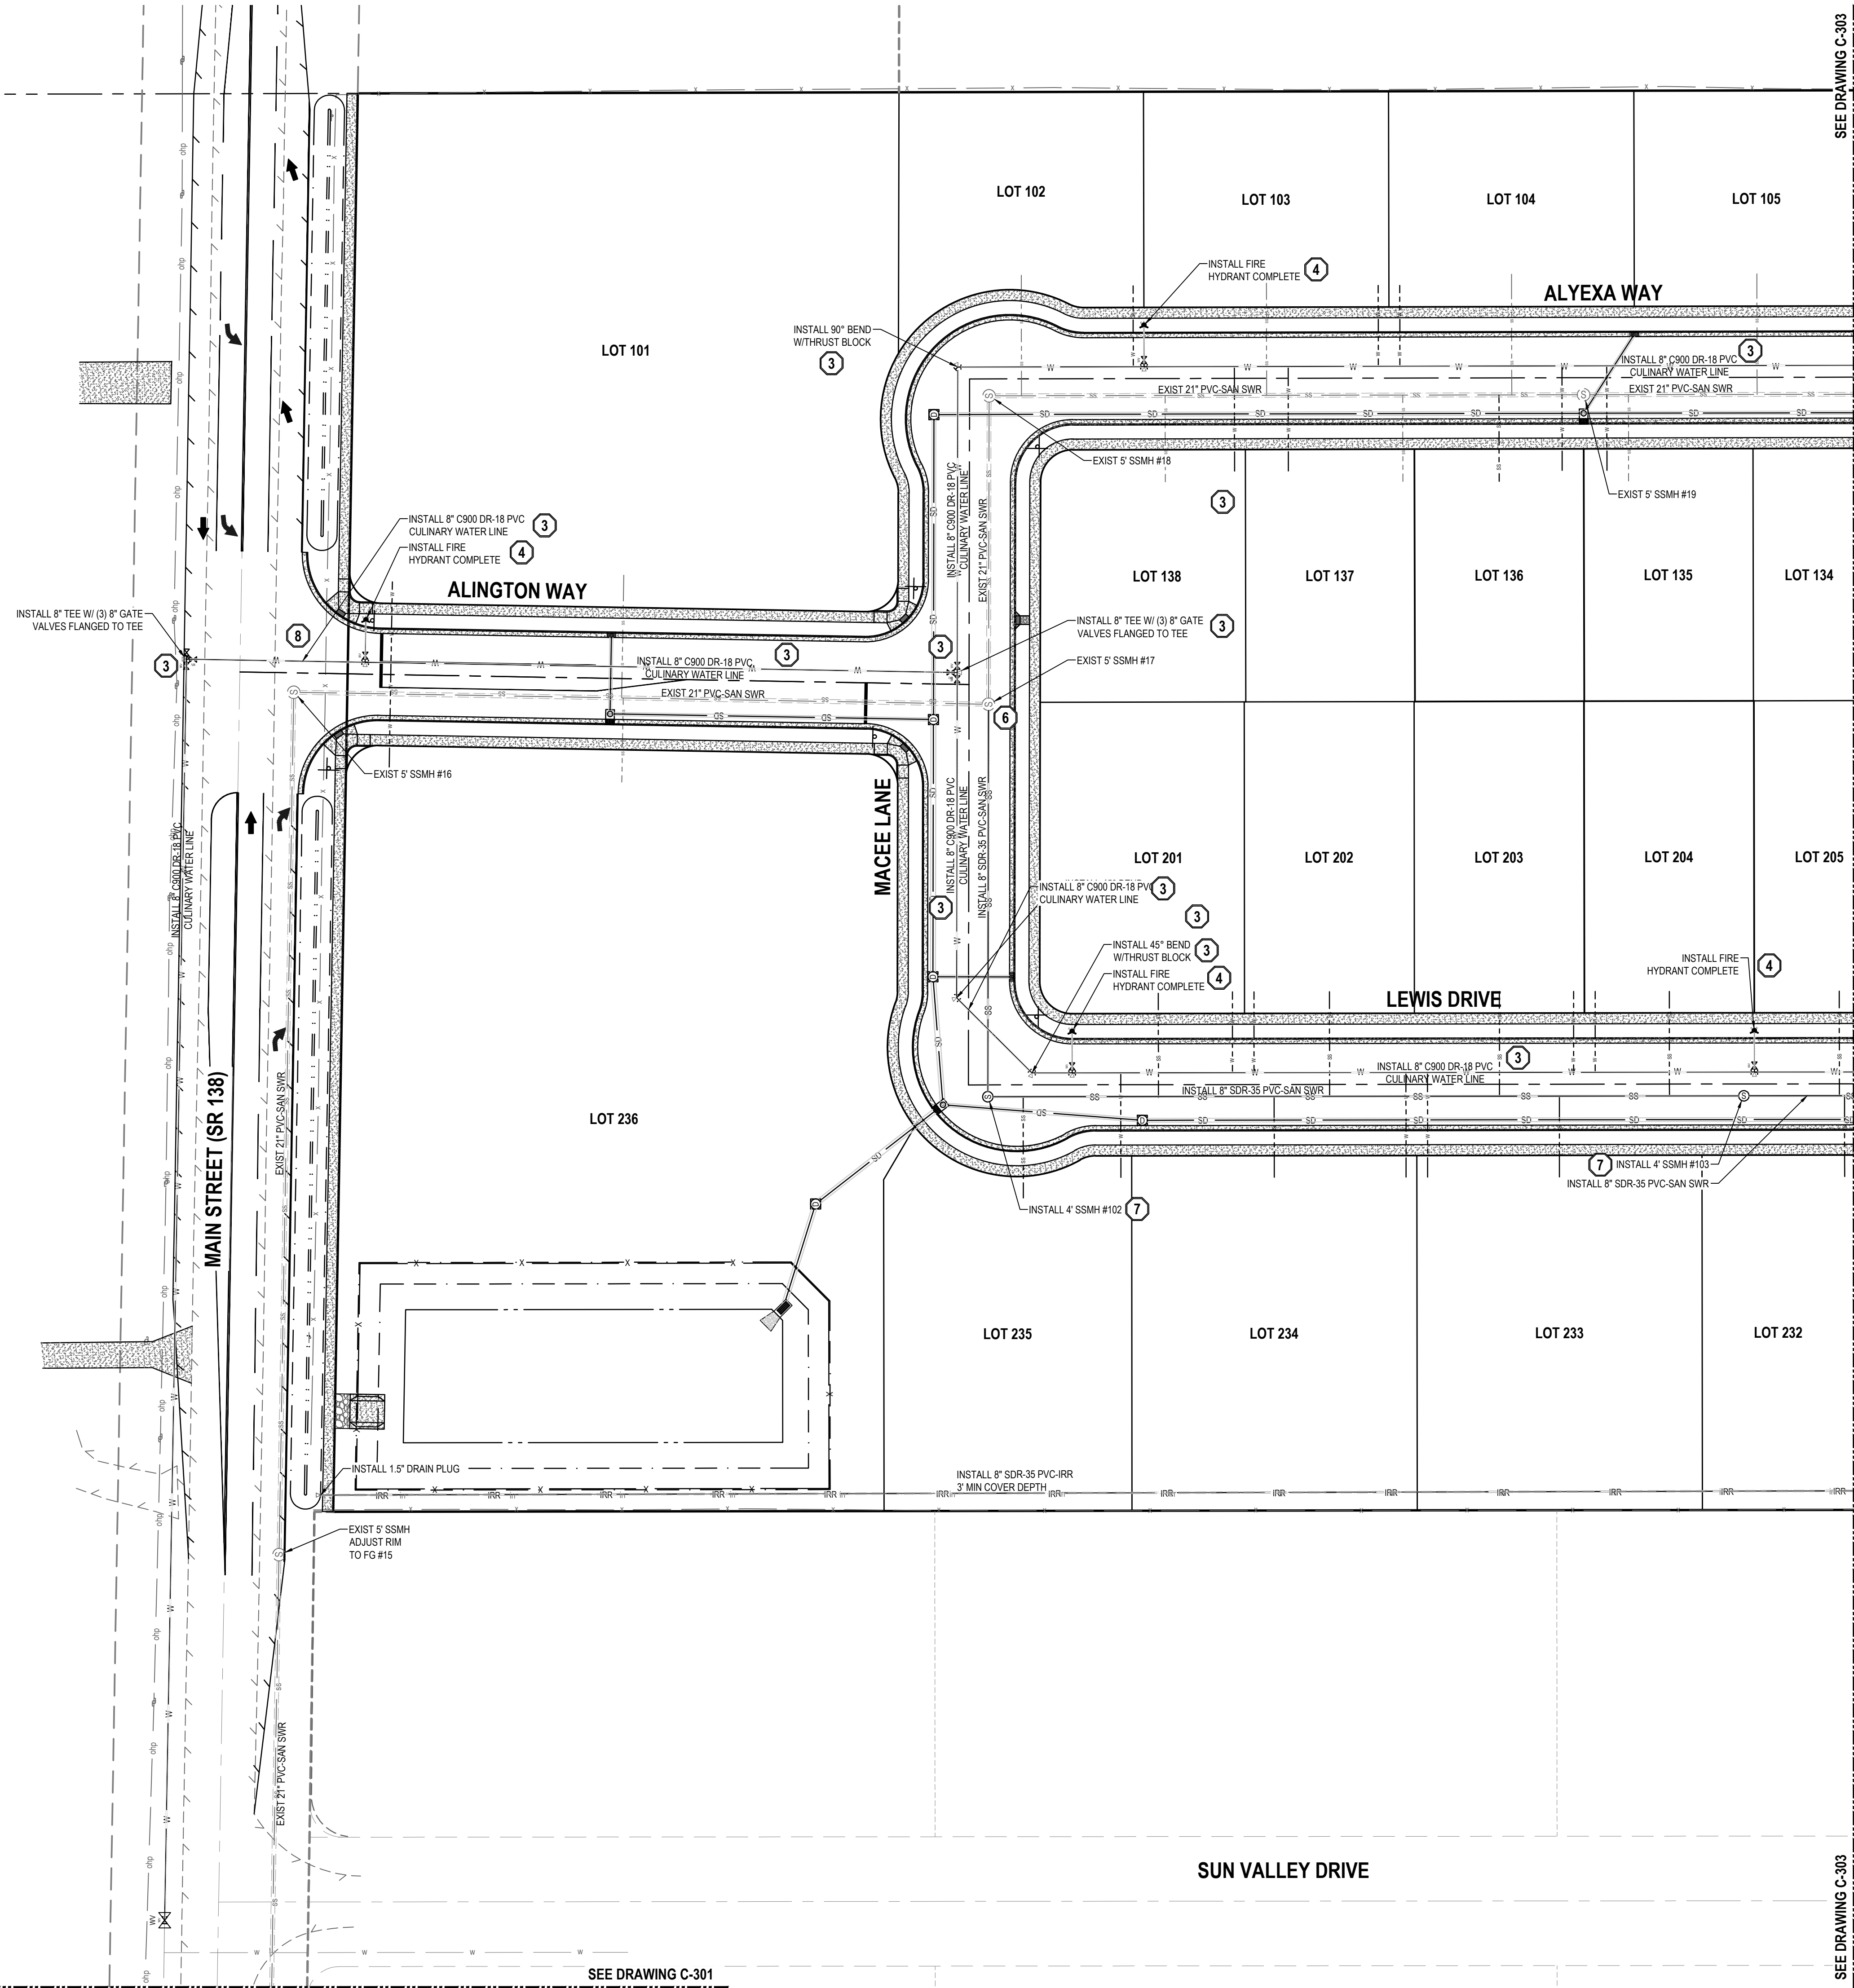 SEE DRAWING C-303
LOT 102
LOT 103
LOT 104
LOT 105
INSTALL FIRE
HYDRANT COMPLETE
4
ALYEXA WAY
LOT 101
INSTALL 90° BEND
W/THRUST BLOCK
3
INSTALL 8" C900 DR-18 PVC
CULINARY WATER LINE
3
EXIST 21" PVC-SAN SWR
EXIST 21" PVC-SAN SWR
EXIST 5' SSMH #18
EXIST 5' SSMH #19
3
INSTALL 8" C900 DR-18 PVC
CULINARY WATER LINE
EXIST 21" PVC-SAN SWR
INSTALL 8" C900 DR-18 PVC
CULINARY WATER LINE
3
INSTALL FIRE
HYDRANT COMPLETE
4
ALINGTON WAY
LOT 138
LOT 137
LOT 136
LOT 135
LOT 134
INSTALL 8" TEE W/ (3) 8" GATE
VALVES FLANGED TO TEE
3
8
INSTALL 8" TEE W/ (3) 8" GATE
VALVES FLANGED TO TEE
3
3
3
INSTALL 8" C900 DR-18 PVC
CULINARY WATER LINE
EXIST 21" PVC-SAN SWR
EXIST 5' SSMH #17
6
EXIST 5' SSMH #16
MACEE LANE
INSTALL 8" C900 DR-18 PVC
CULINARY WATER LINE
INSTALL 8" SDR-35 PVC-SAN SWR
INSTALL 8" C900 DR-18 PVC
CULINARY WATER LINE
LOT 201
LOT 202
LOT 203
LOT 204
LOT 205
INSTALL 8" C900 DR-18 PVC
CULINARY WATER LINE
3
3
3
INSTALL 45° BEND
W/THRUST BLOCK
3
INSTALL FIRE
HYDRANT COMPLETE
4
INSTALL FIRE
HYDRANT COMPLETE
4
LEWIS DRIVE
3
INSTALL 8" C900 DR-18 PVC
CULINARY WATER LINE
INSTALL 8" SDR-35 PVC-SAN SWR
MAIN STREET (SR 138)
EXIST 21" PVC-SAN SWR
LOT 236
7
INSTALL 4' SSMH #103
INSTALL 8" SDR-35 PVC-SAN SWR
INSTALL 4' SSMH #102
7
LOT 235
LOT 234
LOT 233
LOT 232
INSTALL 1.5" DRAIN PLUG
INSTALL 8" SDR-35 PVC-IRR
3' MIN COVER DEPTH
EXIST 5' SSMH
ADJUST RIM
TO FG #15
EXIST 21" PVC-SAN SWR
SUN VALLEY DRIVE
WV
SEE DRAWING C-301
SEE DRAWING C-303